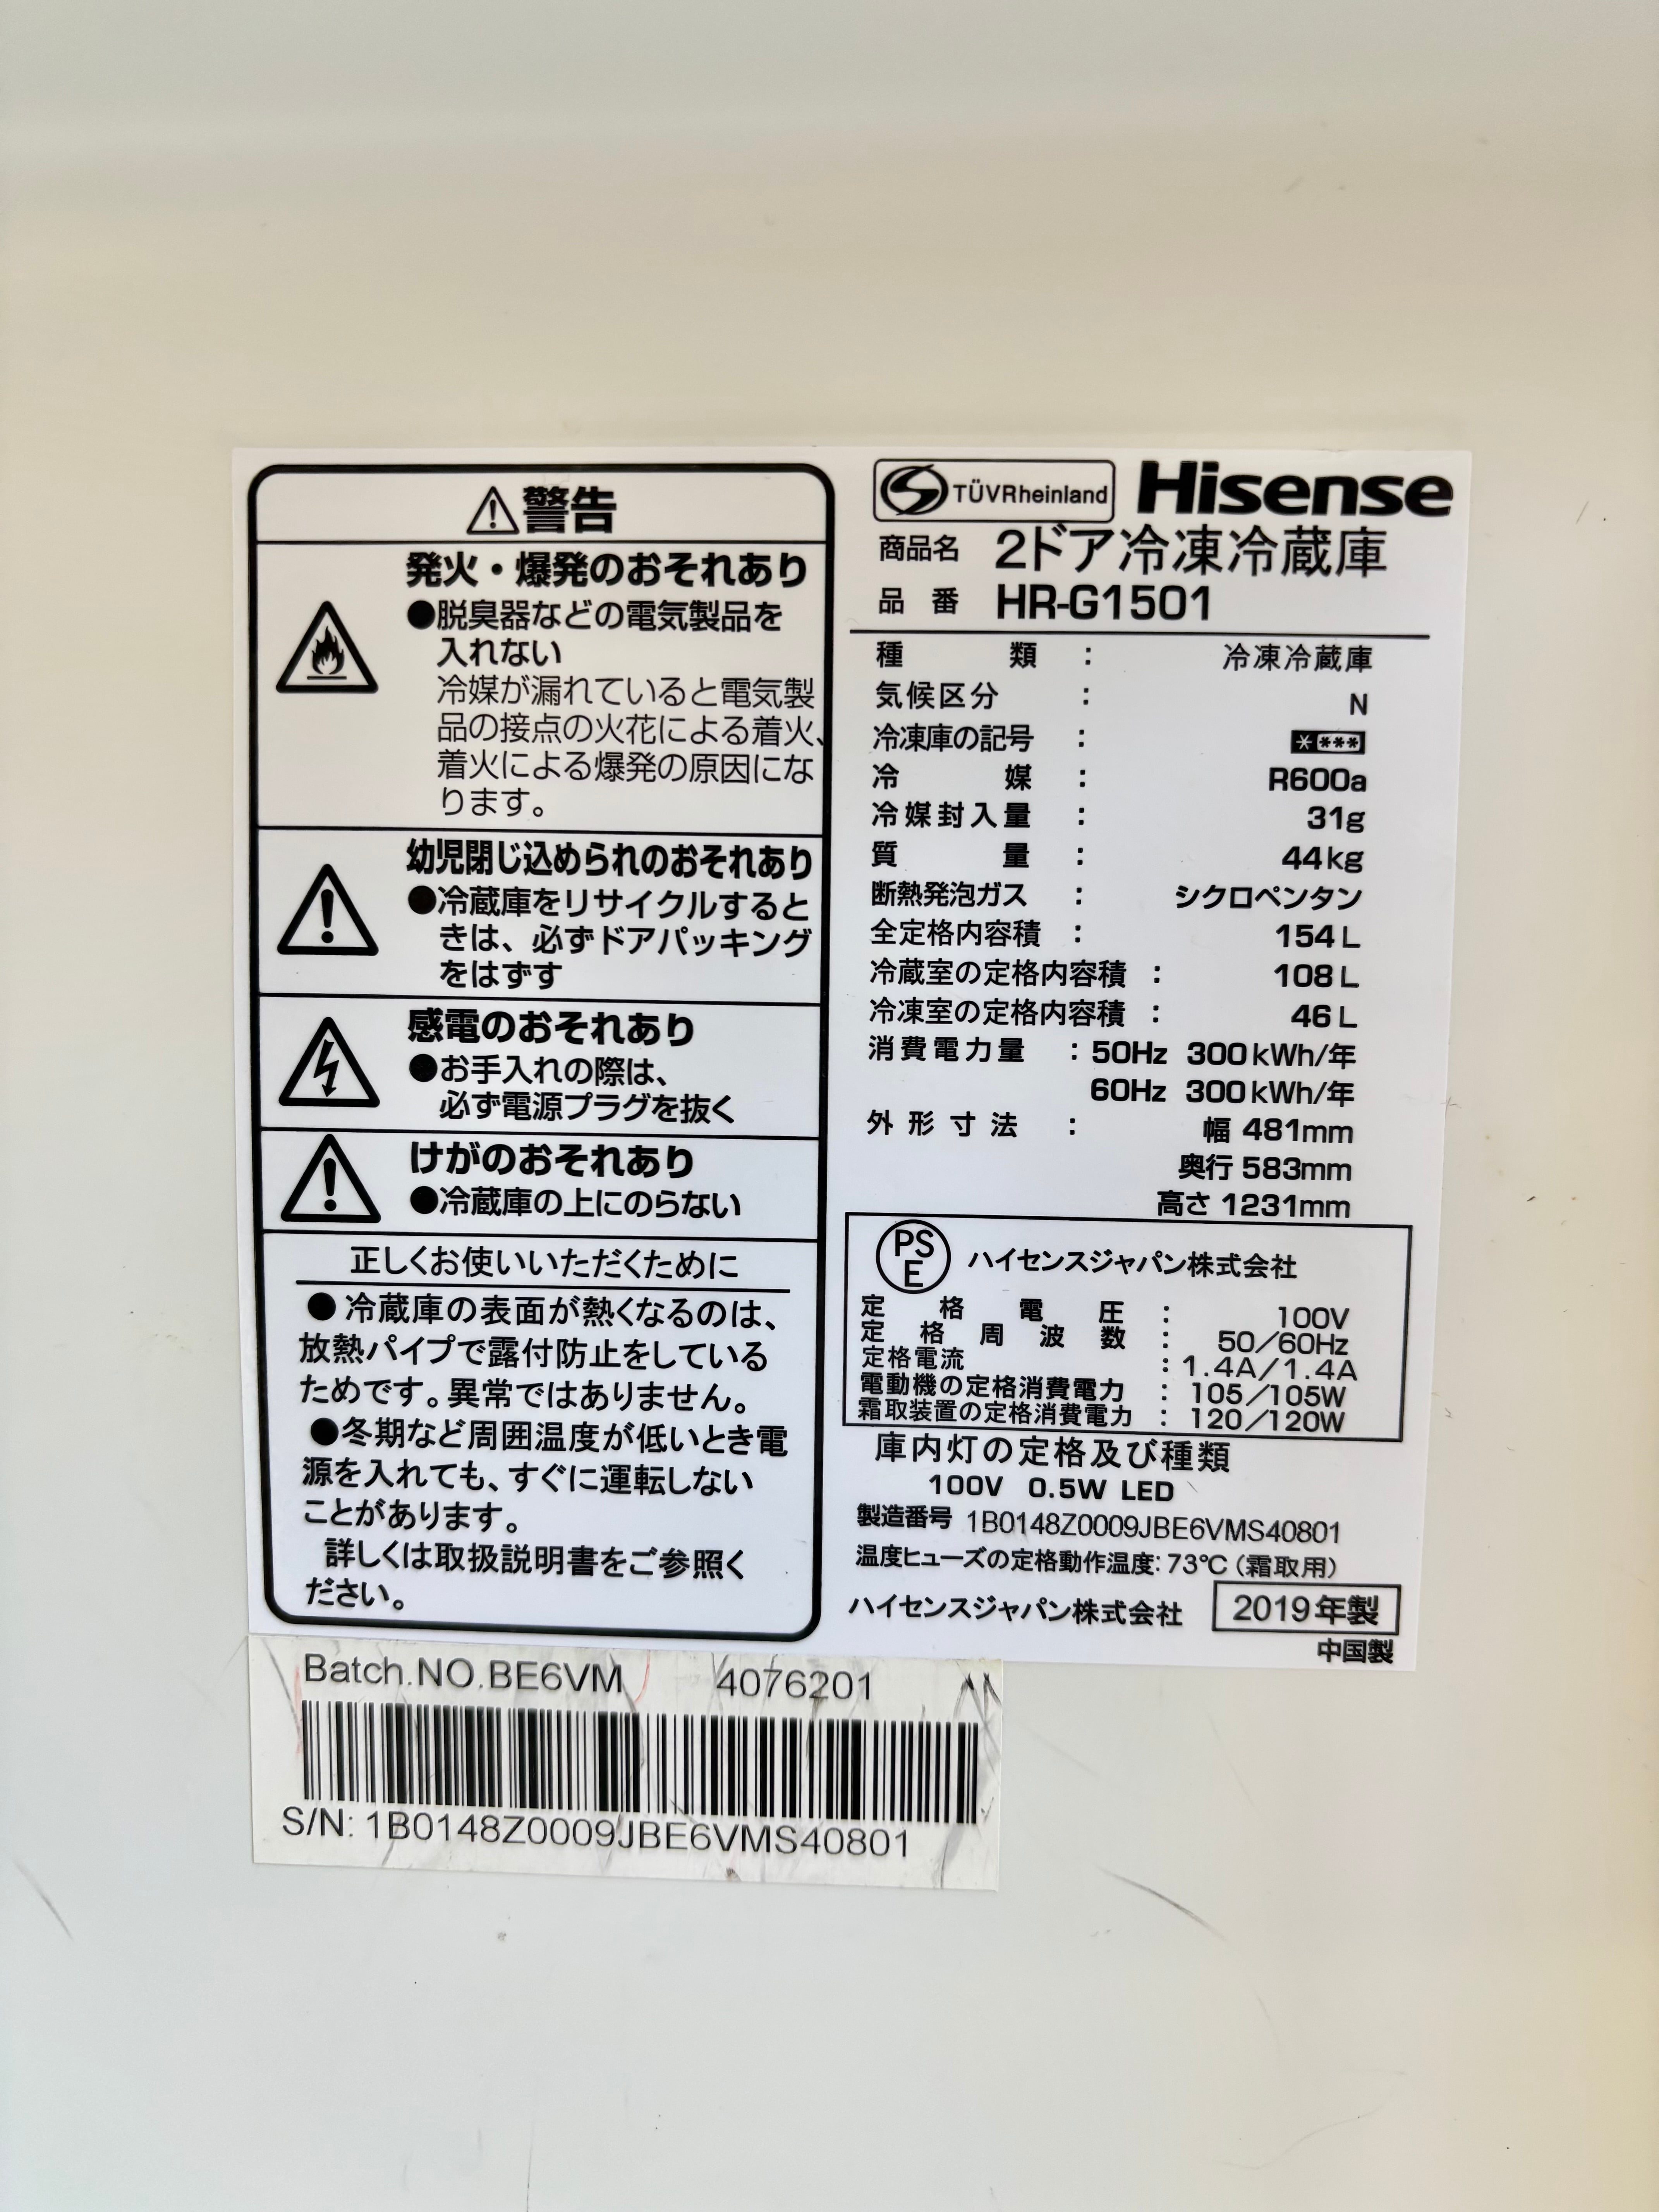 警告
発火・爆発のおそれあり
●脱臭器などの電気製品を
入れない
冷媒が漏れていると電気製
品の接点の火花による着火、
着火による爆発の原因にな
ります。
幼児閉じ込められのおそれあり
●冷蔵庫をリサイクルすると
きは、必ずドアパッキング
をはずす
感電のおそれあり
●お手入れの際は、
必ず電源プラグを抜く
けがのおそれあり
●冷蔵庫の上にのらない
正しくお使いいただくために
●冷蔵庫の表面が熱くなるのは、
放熱パイプで露付防止をしている
ためです。異常ではありません。
●冬期など周囲温度が低いとき電
源を入れても、すぐに運転しない
ことがあります。
詳しくは取扱説明書をご参照く
ださい。
TÜVRheinland Hisense
商品名 2ドア冷凍冷蔵庫
品番 HR-G1501
種類： 冷凍冷蔵庫
気候区分： N
冷凍庫の記号： * ***
冷媒： R600a
冷媒封入量： 31g
質量： 44kg
断熱発泡ガス： シクロペンタン
全定格内容積： 154L
冷蔵室の定格内容積： 108L
冷凍室の定格内容積： 46L
消費電力量：50Hz 300kWh/年
60Hz 300kWh/年
外形寸法： 幅 481mm
奥行 583mm
高さ 1231mm
PSE ハイセンスジャパン株式会社
定格電圧： 100V
定格周波数： 50／60Hz
定格電流：1.4A／1.4A
電動機の定格消費電力：105／105W
霜取装置の定格消費電力：120／120W
庫内灯の定格及び種類
100V 0.5W LED
製造番号 1B0148Z0009JBE6VMS40801
温度ヒューズの定格動作温度:73℃(霜取用)
ハイセンスジャパン株式会社 2019年製
中国製
Batch.NO.BE6VM 4076201
S/N: 1B0148Z0009JBE6VMS40801